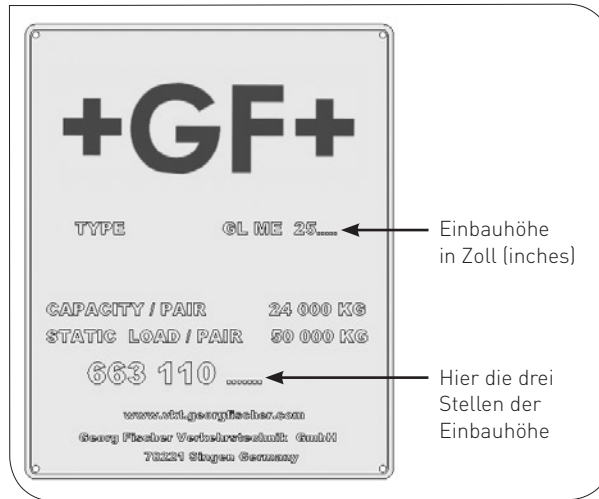 +GF+
TYPE GL ME 25.....
Einbauhöhe
in Zoll (inches)
CAPACITY / PAIR 24 000 KG
STATIC LOAD / PAIR 50 000 KG
663 110 .......
Hier die drei
Stellen der
Einbauhöhe
www.vkt.georgfischer.com
Georg Fischer Verkehrstechnik GmbH
78221 Singen Germany